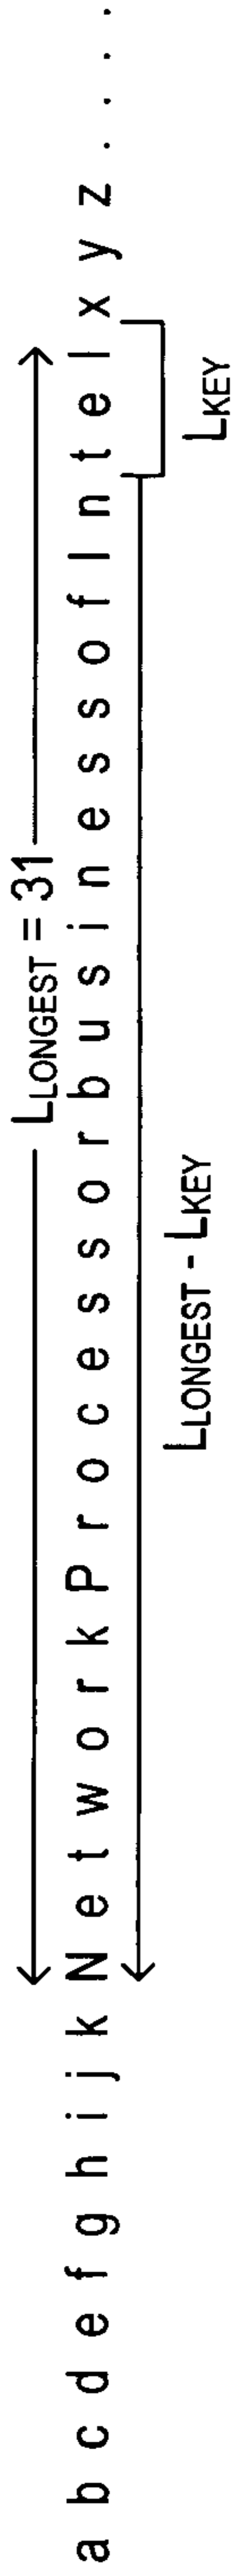 LLONGEST = 31
a b c d e f g h i j k N e t w o r k P r o c e s s o r b u s i n e s s o f I n t e l x y z . . . .
LLONGEST - LKEY
LKEY